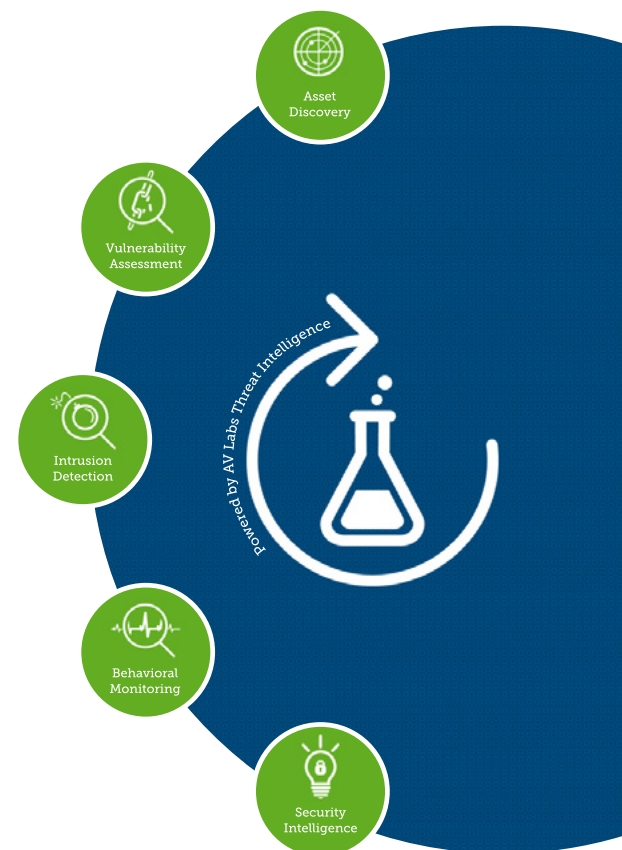 Asset
Discovery
Vulnerability
Assessment
Powered by AV Labs Threat Intelligence
Intrusion
Detection
Behavioral
Monitoring
Security
Intelligence